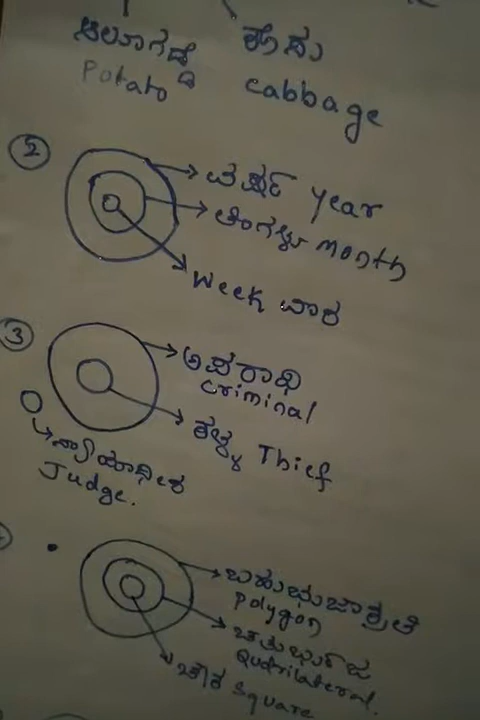 ಆಲೂಗಡ್ಡೆ ಕೋಸು
Potato cabbage
②
ವರ್ಷ year
ತಿಂಗಳು month
Week ವಾರ
③
ಅಪರಾಧಿ
criminal
ಕಳ್ಳ Thief
ನ್ಯಾಯಾಧೀಶ
Judge.
ಬಹುಭುಜಾಕೃತಿ
Polygon
ಚತುರ್ಭುಜ
Qudrilateral.
ಚೌಕ Square